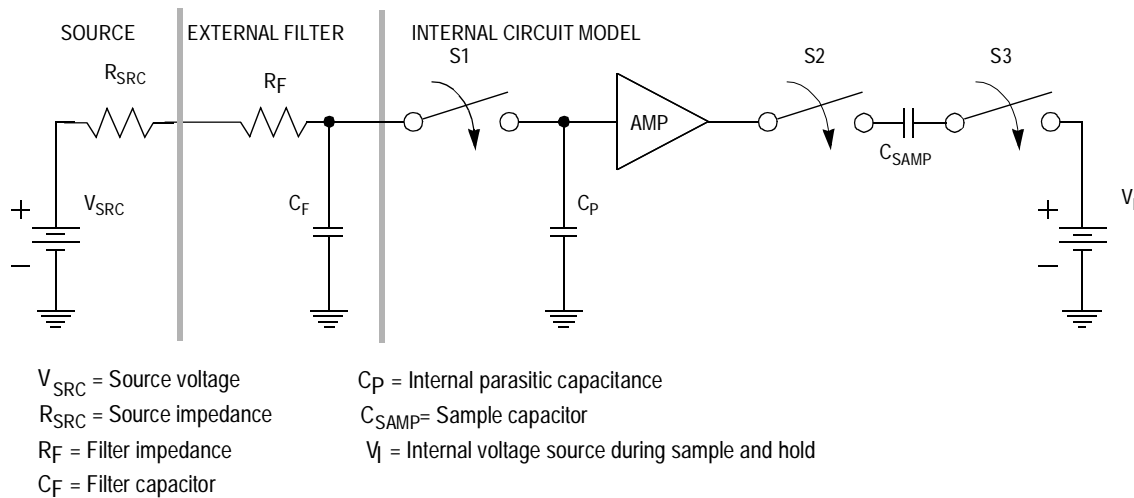 SOURCE EXTERNAL FILTER INTERNAL CIRCUIT MODEL
S1 S2 S3
RSRC RF
AMP
CSAMP
+ VSRC CF CP + VI
− −
VSRC = Source voltage CP = Internal parasitic capacitance
RSRC = Source impedance CSAMP= Sample capacitor
RF = Filter impedance VI = Internal voltage source during sample and hold
CF = Filter capacitor